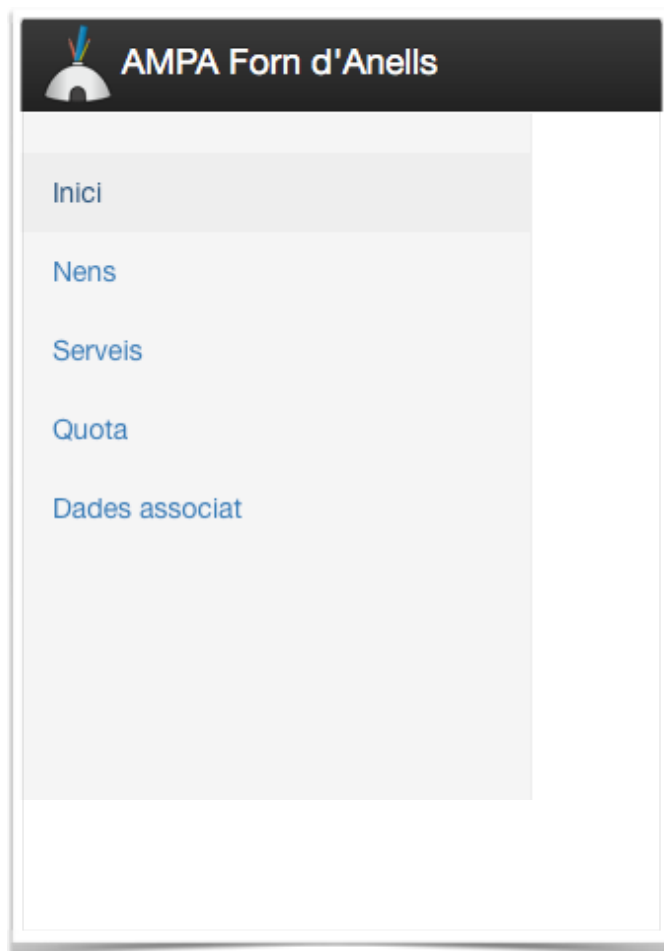 AMPA Forn d'Anells
Inici
Nens
Serveis
Quota
Dades associat